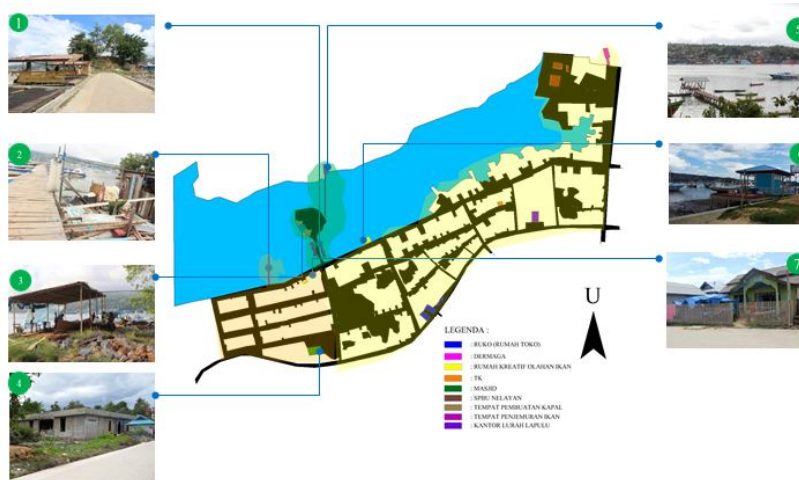 1
5
2
3
7
4
U
LEGENDA :
: RUKO (RUMAH TOKO)
: DERMAGA
: RUMAH KREATIF OLAHAN IKAN
: TK
: MASJID
: SPBU NELAYAN
: TEMPAT PEMBUATAN KAPAL
: TEMPAT PENJEMURAN IKAN
: KANTOR LURAH LAPULU